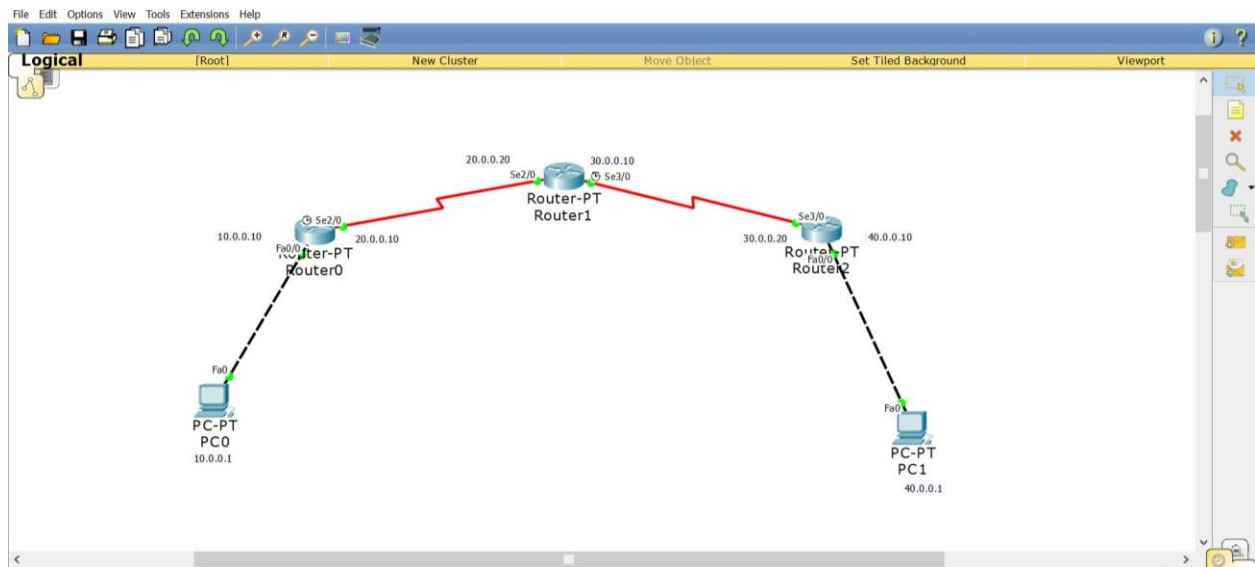 File Edit Options View Tools Extensions Help
Logical [Root] New Cluster Move Object Set Tiled Background Viewport
20.0.0.20 30.0.0.10
Se2/0 Se3/0
Router-PT
Router1
Se2/0 Se3/0
10.0.0.10 20.0.0.10 30.0.0.20 40.0.0.10
Fa0/0 Router-PT
Router0
Router-PT
Fa0/0
Router2
Fa0
PC-PT
PC0
10.0.0.1
Fa0
PC-PT
PC1
40.0.0.1